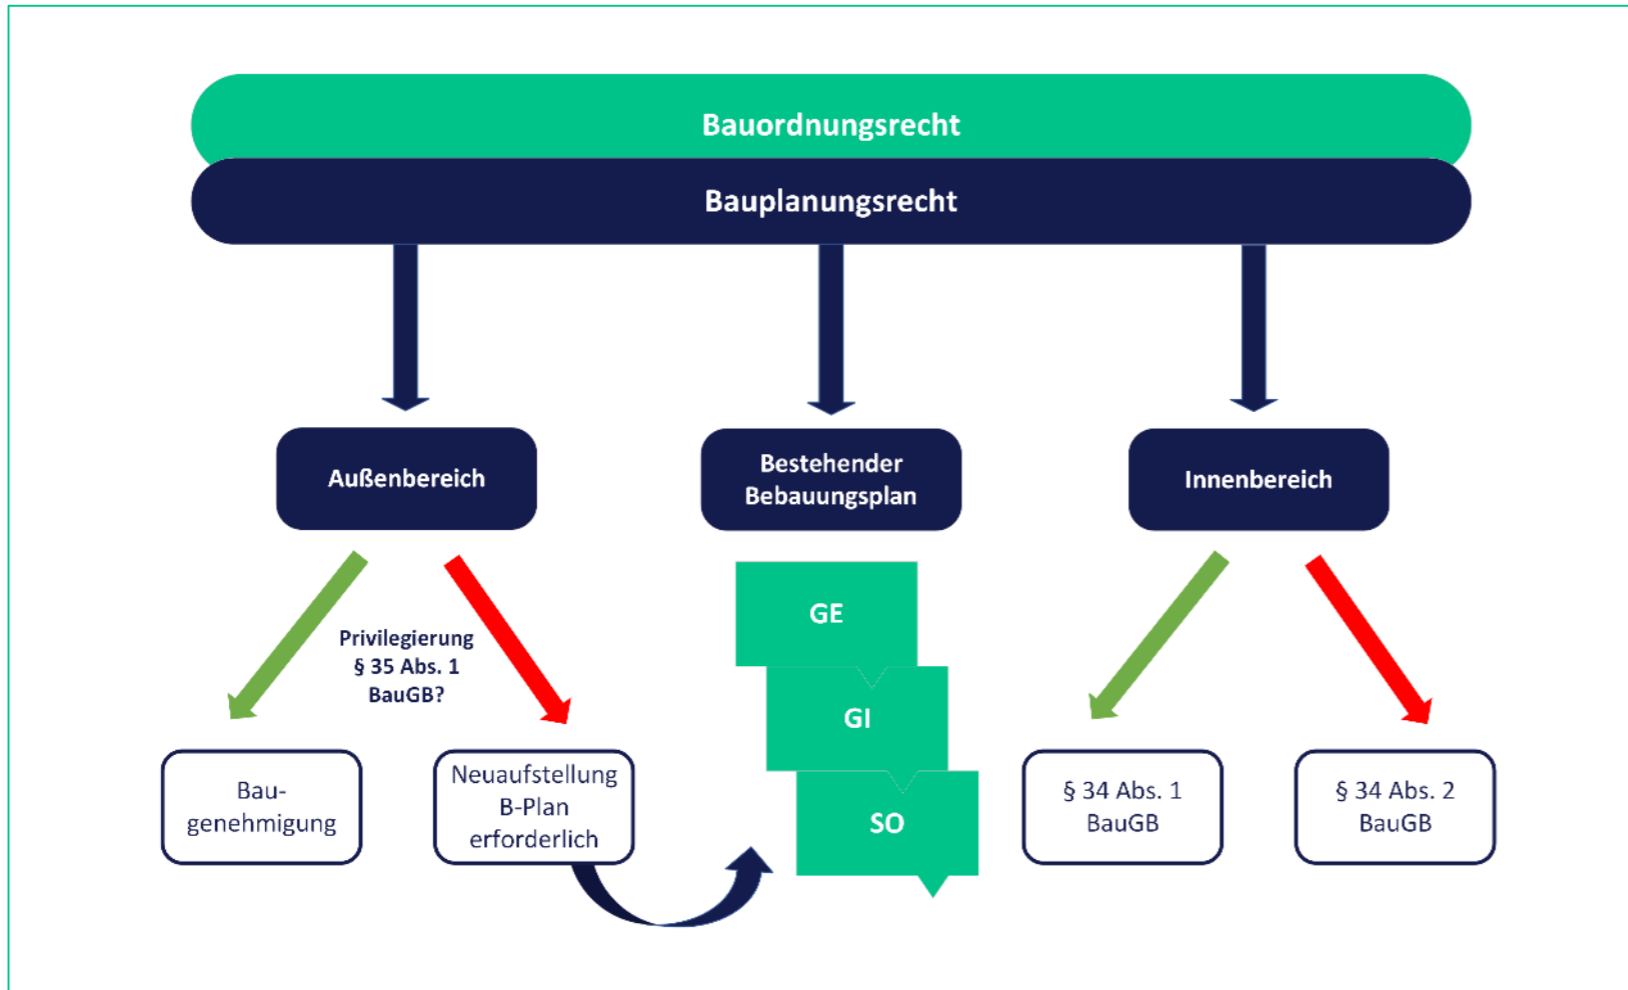 Bauordnungsrecht
Bauplanungsrecht
Außenbereich
Bestehender
Bebauungsplan
Innenbereich
Privilegierung
§ 35 Abs. 1
BauGB?
GE
GI
SO
Bau-
genehmigung
Neuaufstellung
B-Plan
erforderlich
§ 34 Abs. 1
BauGB
§ 34 Abs. 2
BauGB